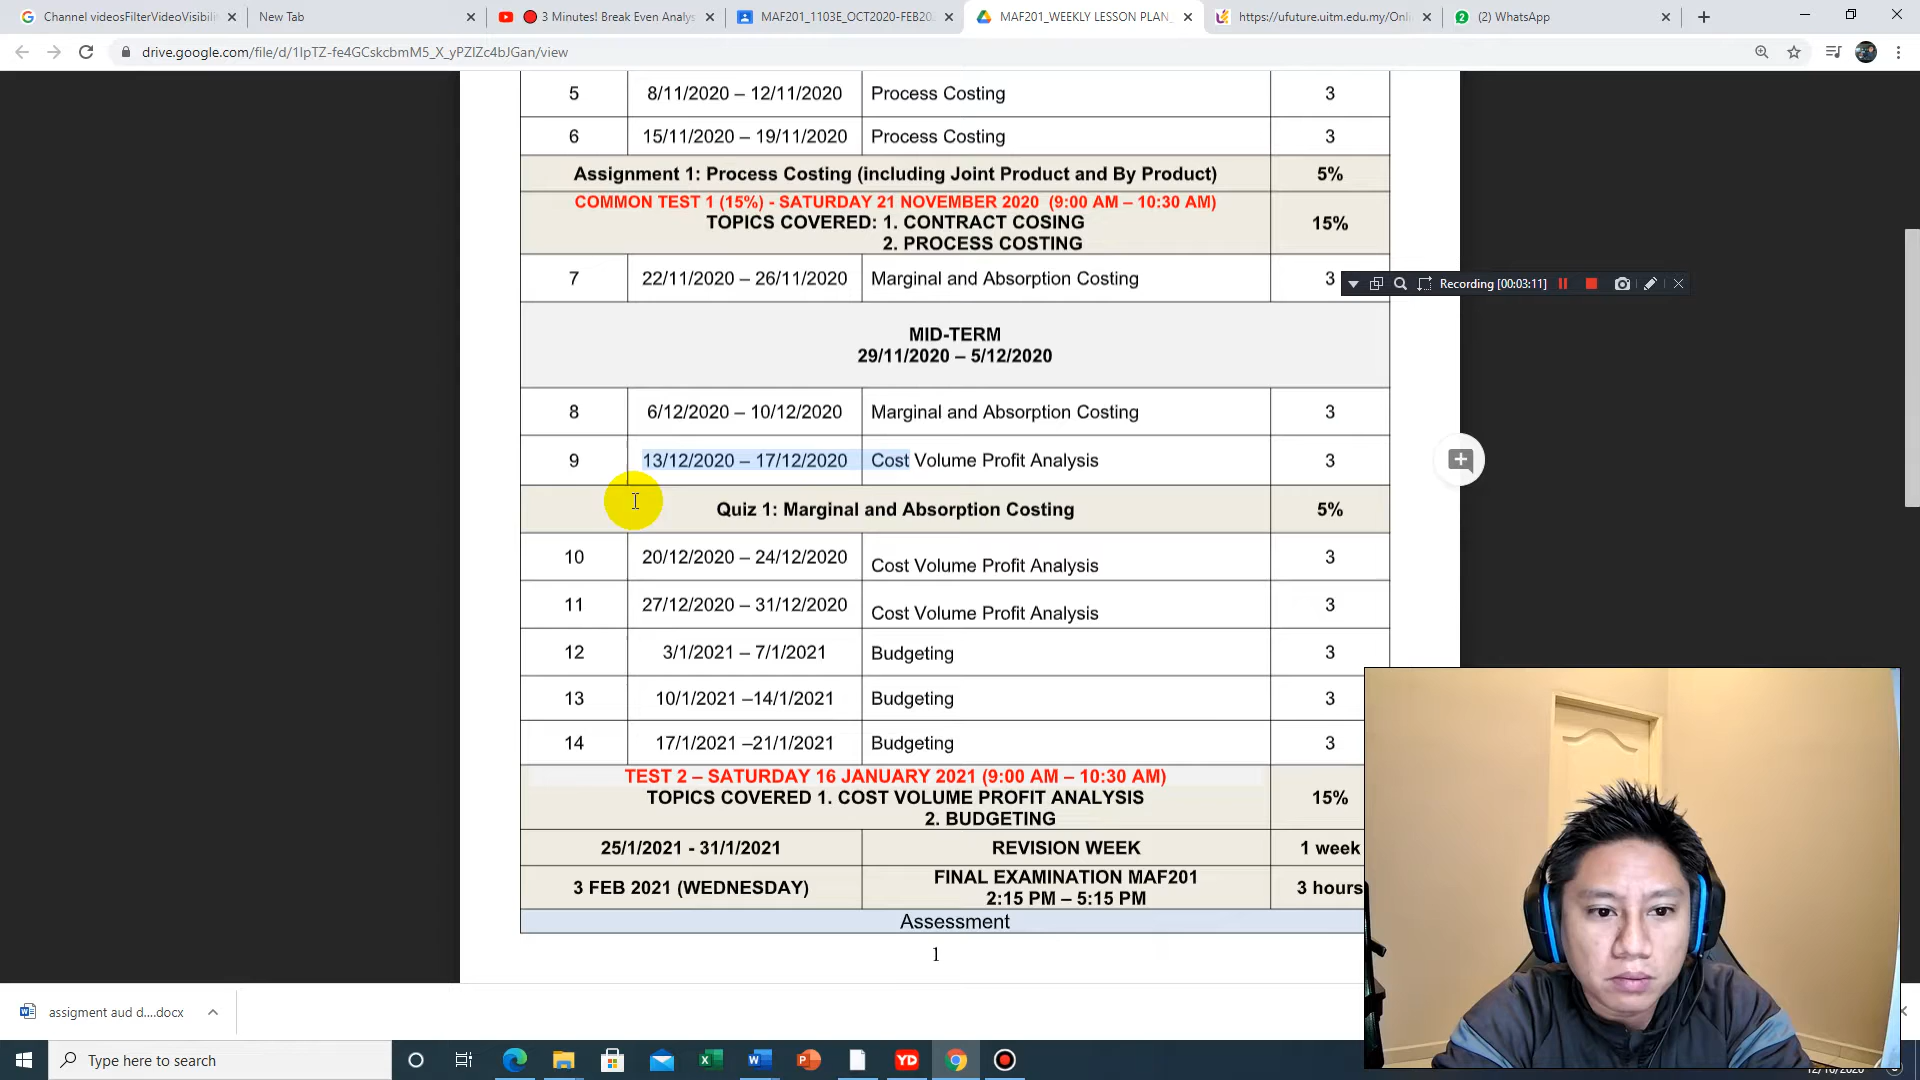 Channel videosFilterVideoVisibili
New Tab
3 Minutes! Break Even Analys
MAF201_1103E_OCT2020-FEB20
MAF201_WEEKLY LESSON PLAN_
https://ufuture.uitm.edu.my/Onli
(2) WhatsApp
drive.google.com/file/d/1lpTZ-fe4GCskcbmM5_X_yPZlZc4bJGan/view
5 8/11/2020 – 12/11/2020 Process Costing 3
6 15/11/2020 – 19/11/2020 Process Costing 3
Assignment 1: Process Costing (including Joint Product and By Product) 5%
COMMON TEST 1 (15%) - SATURDAY 21 NOVEMBER 2020 (9:00 AM – 10:30 AM)
TOPICS COVERED: 1. CONTRACT COSING 15%
2. PROCESS COSTING
7 22/11/2020 – 26/11/2020 Marginal and Absorption Costing 3
Recording [00:03:11]
MID-TERM
29/11/2020 – 5/12/2020
8 6/12/2020 – 10/12/2020 Marginal and Absorption Costing 3
9 13/12/2020 – 17/12/2020 Cost Volume Profit Analysis 3
Quiz 1: Marginal and Absorption Costing 5%
10 20/12/2020 – 24/12/2020 Cost Volume Profit Analysis 3
11 27/12/2020 – 31/12/2020 Cost Volume Profit Analysis 3
12 3/1/2021 – 7/1/2021 Budgeting 3
13 10/1/2021 –14/1/2021 Budgeting 3
14 17/1/2021 –21/1/2021 Budgeting 3
TEST 2 – SATURDAY 16 JANUARY 2021 (9:00 AM – 10:30 AM)
TOPICS COVERED 1. COST VOLUME PROFIT ANALYSIS 15%
2. BUDGETING
25/1/2021 - 31/1/2021 REVISION WEEK 1 week
3 FEB 2021 (WEDNESDAY) FINAL EXAMINATION MAF201 3 hours
2:15 PM – 5:15 PM
Assessment
1
assigment aud d....docx
Type here to search
YD